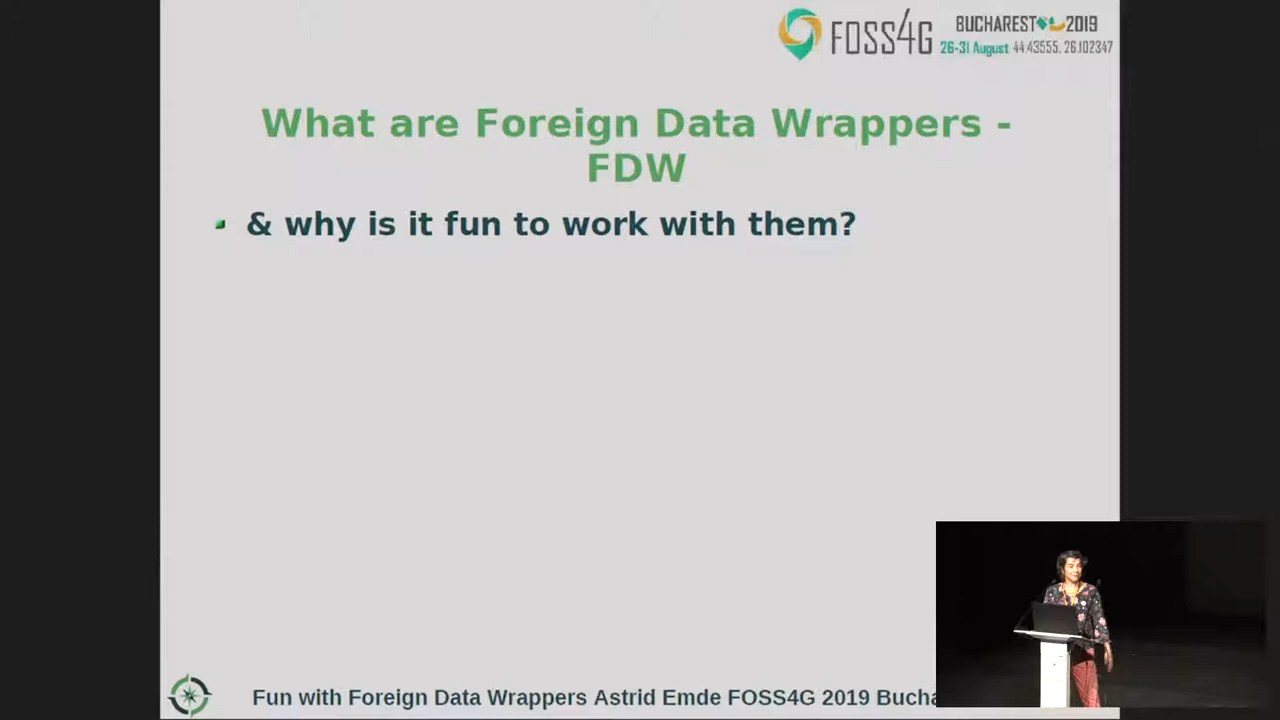 FOSS4G
BUCHAREST 2019
26-31 August 44.43555, 26.102347
What are Foreign Data Wrappers -
FDW
& why is it fun to work with them?
Fun with Foreign Data Wrappers Astrid Emde FOSS4G 2019 Bucha